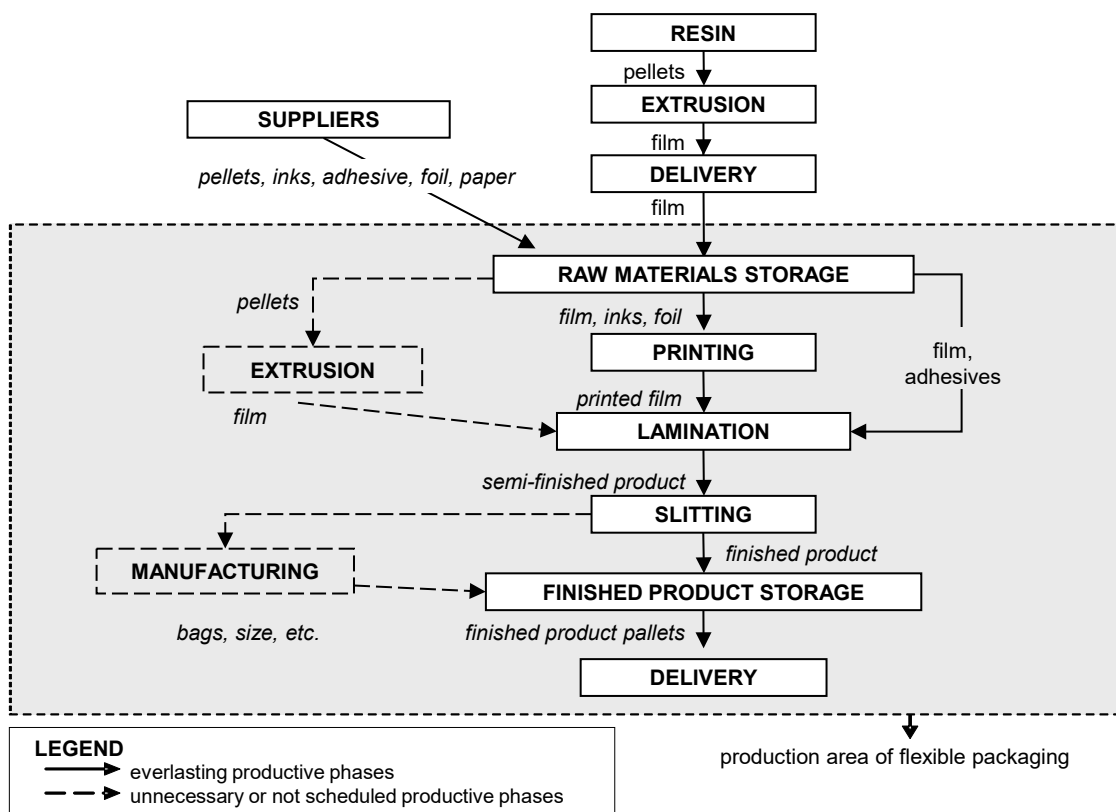 RESIN
pellets
EXTRUSION
SUPPLIERS
film
pellets, inks, adhesive, foil, paper
DELIVERY
film
RAW MATERIALS STORAGE
pellets
film, inks, foil
PRINTING
film,
adhesives
EXTRUSION
film
printed film
LAMINATION
semi-finished product
SLITTING
finished product
MANUFACTURING
FINISHED PRODUCT STORAGE
bags, size, etc.
finished product pallets
DELIVERY
LEGEND
everlasting productive phases
unnecessary or not scheduled productive phases
production area of flexible packaging